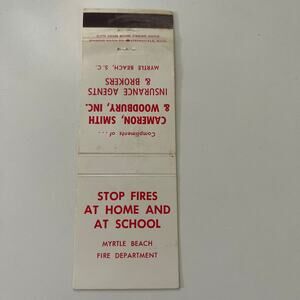 Compliments of . . .
CAMERON, SMITH
& WOODBURY, INC.
INSURANCE AGENTS
& BROKERS
MYRTLE BEACH, S. C.
STOP FIRES
AT HOME AND
AT SCHOOL
MYRTLE BEACH
FIRE DEPARTMENT